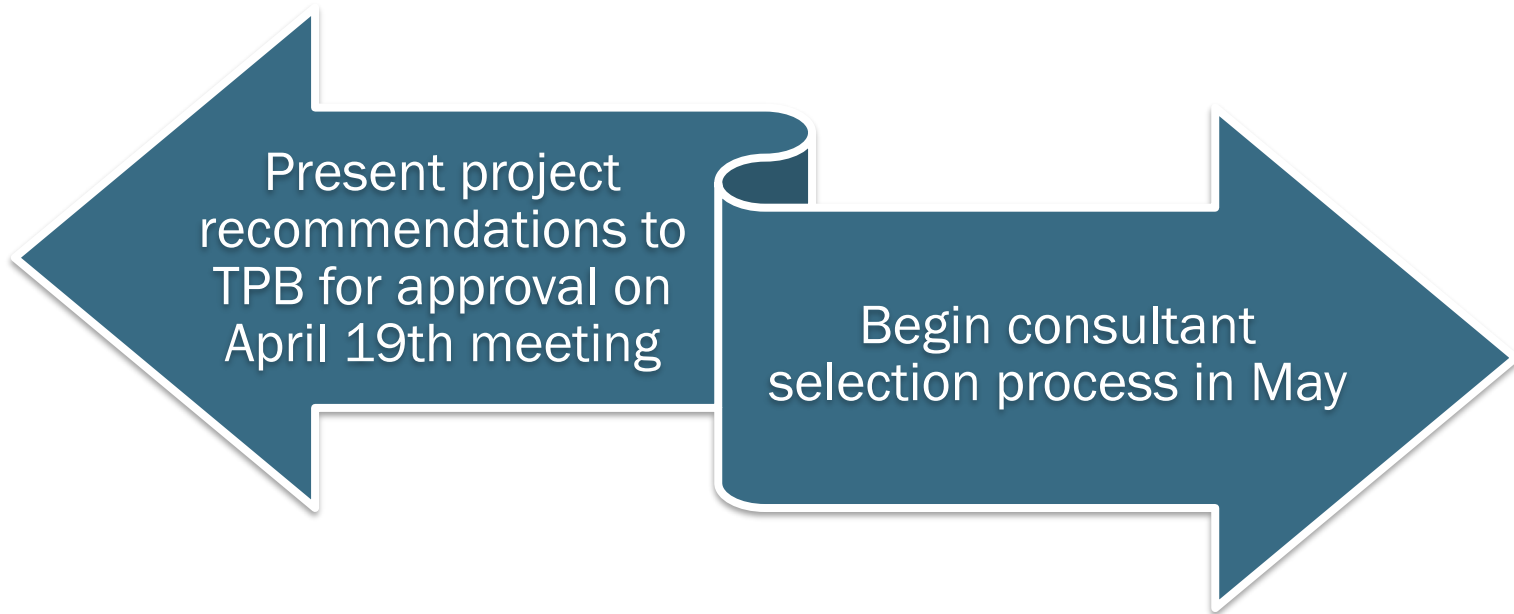 Present project
recommendations to
TPB for approval on
April 19th meeting
Begin consultant
selection process in May